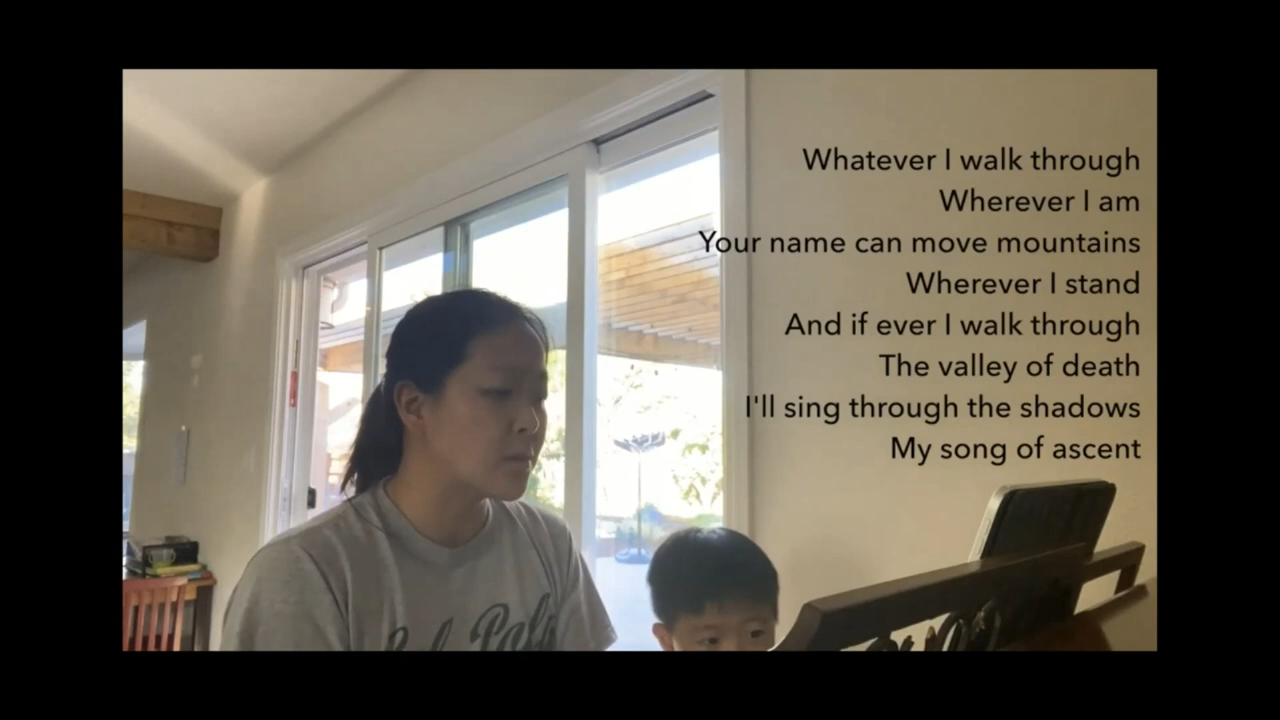 Whatever I walk through
Wherever I am
Your name can move mountains
Wherever I stand
And if ever I walk through
The valley of death
I'll sing through the shadows
My song of ascent